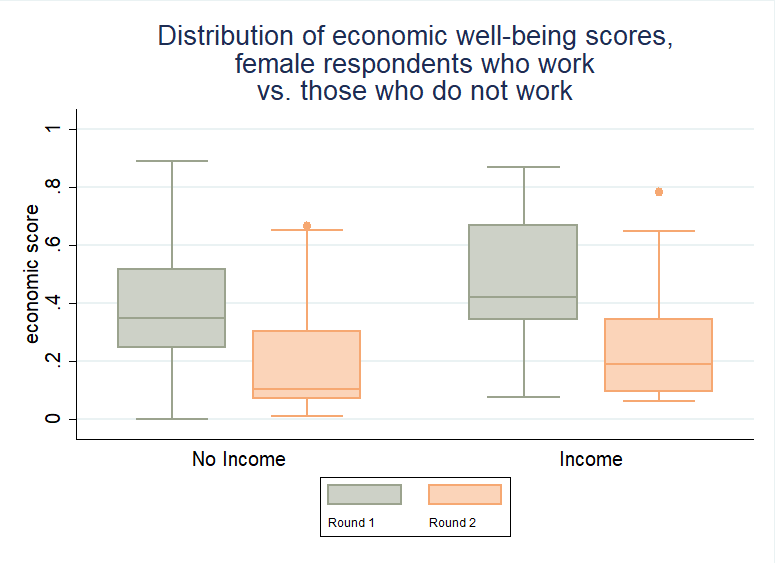 Distribution of economic well-being scores,
female respondents who work
vs. those who do not work
economic score
1
.8
.6
.4
.2
0
No Income
Income
Round 1
Round 2